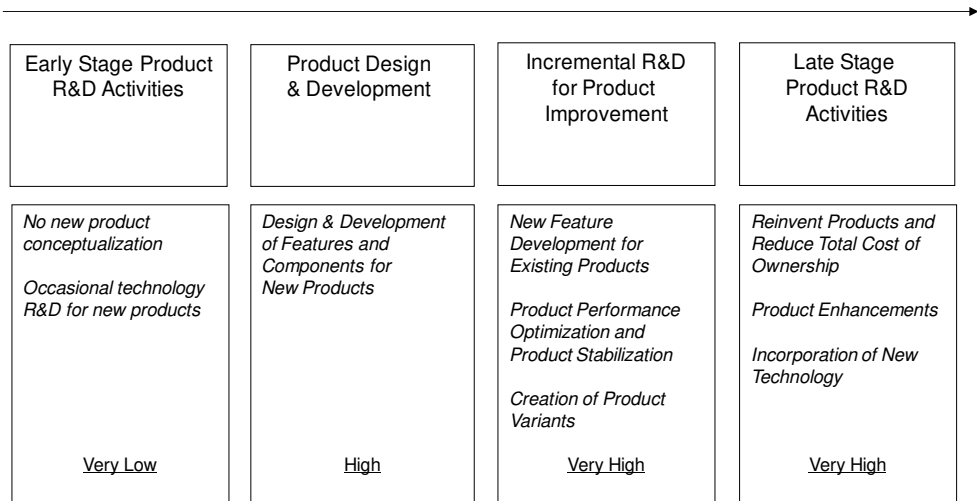 Early Stage Product
R&D Activities
Product Design
& Development
Incremental R&D
for Product
Improvement
Late Stage
Product R&D
Activities
No new product
conceptualization
Occasional technology
R&D for new products
Very Low
Design & Development
of Features and
Components for
New Products
High
New Feature
Development for
Existing Products
Product Performance
Optimization and
Product Stabilization
Creation of Product
Variants
Very High
Reinvent Products and
Reduce Total Cost of
Ownership
Product Enhancements
Incorporation of New
Technology
Very High